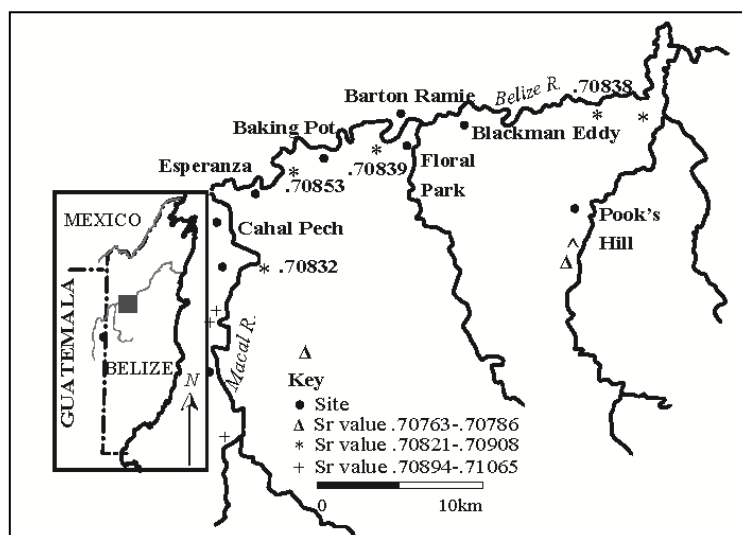 Belize R.
.70838
Barton Ramie
Baking Pot
Blackman Eddy
Esperanza
.70839
Floral
Park
.70853
Pook's
Hill
Cahal Pech
.70832
MEXICO
GUATEMALA
BELIZE
N
Macal R.
Key
Site
Δ Sr value .70763-.70786
* Sr value .70821-.70908
+ Sr value .70894-.71065
0 10km